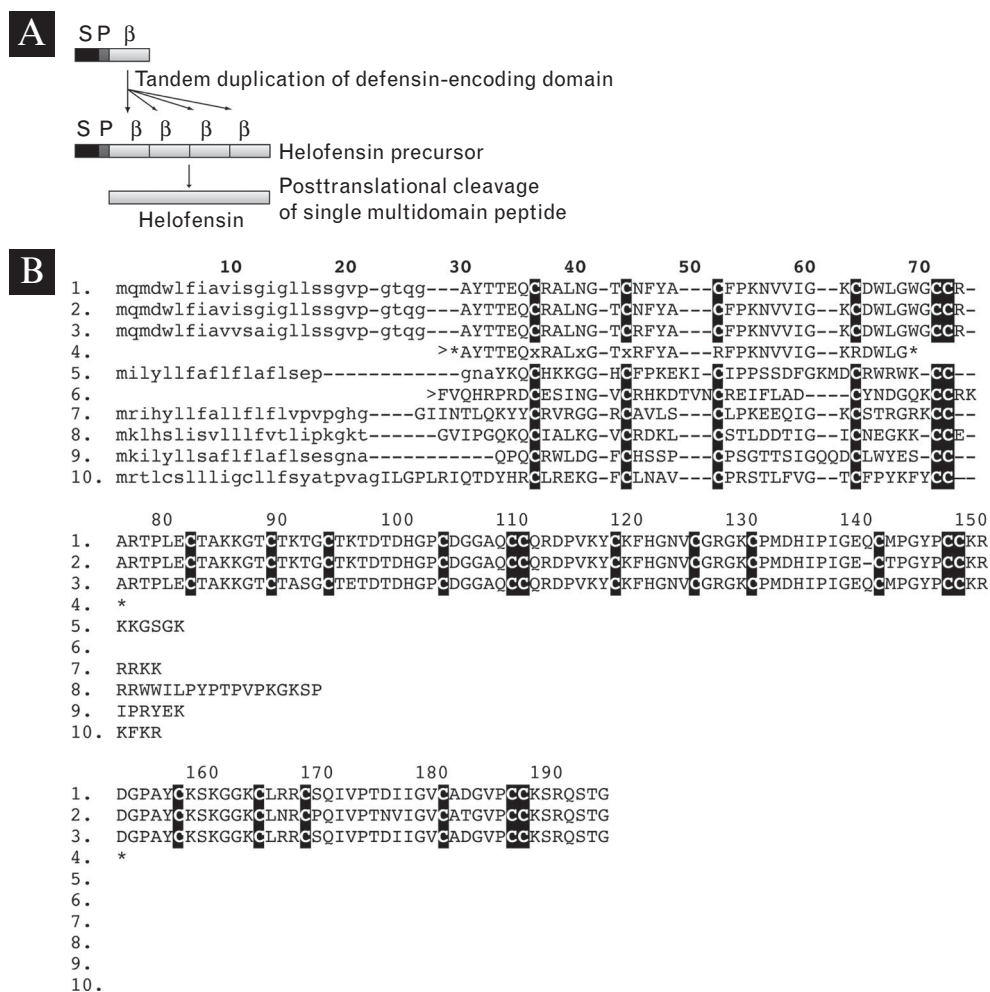 A
S P β
Tandem duplication of defensin-encoding domain
S P β β β β
Helofensin precursor
Posttranslational cleavage
of single multidomain peptide
Helofensin
B
10 20 30 40 50 60 70
1. mqmdwlfiavisgigllssgvp-gtqgg---AYTTEQCRALNG-TCNFYA---CFPKNVVIG--KCDWLGWGCCR-
2. mqmdwlfiavisgigllssgvp-gtqgg---AYTTEQCRALNG-TCNFYA---CFPKNVVIG--KCDWLGWGCCR-
3. mqmdwlfiavvsaigllssgvp-gtqgg---AYTTEQCRALNG-TCRFYA---CFPKNVVIG--KCDWLGWGCCR-
4. >*AYTTEQxRALxG-TxRFYA---RFPKNVVIG--KRDWLG*
5. milyllfaflflaflsep------------gnaYKQCHKKGG-HCFPKEKI-CIPPSSDFGKMDCRWRWK-CC--
6. >FVQHRPRDCESING-VCRHKDTVNCREIFLAD----CYNDGQKCCRK
7. mrihyllfallflflvpvpghg----GIINTLQKYYCRVRGG-RCAVLS---CLPKEEQIG--KCSTRGRKCC--
8. mklhslisvlllfvtlipkgkt------GVIPGQKQCIALKG-VCRDKL---CSTLDDTIG--ICNEGKK-CCE-
9. mkilyllsaflflaflsesgna-----------QPQCRWLDG-FCHSSP---CPSGTTSIGQQDCLWYES-CC--
10. mrtlcsllligcllfsyatpvagILGPLRIQTDYHRCLREKG-FCLNAV---CPRSTLFVG--TCFPYKFYCC--
80 90 100 110 120 130 140 150
1. ARTPLECTAKKGTCTKTGCTKTDTDHGPCDGGAQCCQRDPVKYCKFHGNVCGRGKCPMDHIPIGEQCMPGYPCCKR
2. ARTPLECTAKKGTCTKTGCTKTDTDHGPCDGGAQCCQRDPVKYCKFHGNVCGRGKCPMDHIPIGE-CTPGYPCCKR
3. ARTPLECTAKKGTCTASGCTETDTDHGPCDGGAQCCQRDPVKYCKFHGNVCGRGKCPMDHIPIGEQCMPGYPCCKR
4. *
5. KKGSGK
6.
7. RRKK
8. RRWWILPYPTPVPKGKSP
9. IPRYEK
10. KFKR
160 170 180 190
1. DGPAYCKSKGGKCLRRCSQIVPTDIIGVCADGVPCCKSRQSTG
2. DGPAYCKSKGGKCLNRCPQIVPTNVIGVCATGVPCCKSRQSTG
3. DGPAYCKSKGGKCLRRCSQIVPTDIIGVCADGVPCCKSRQSTG
4. *
5.
6.
7.
8.
9.
10.